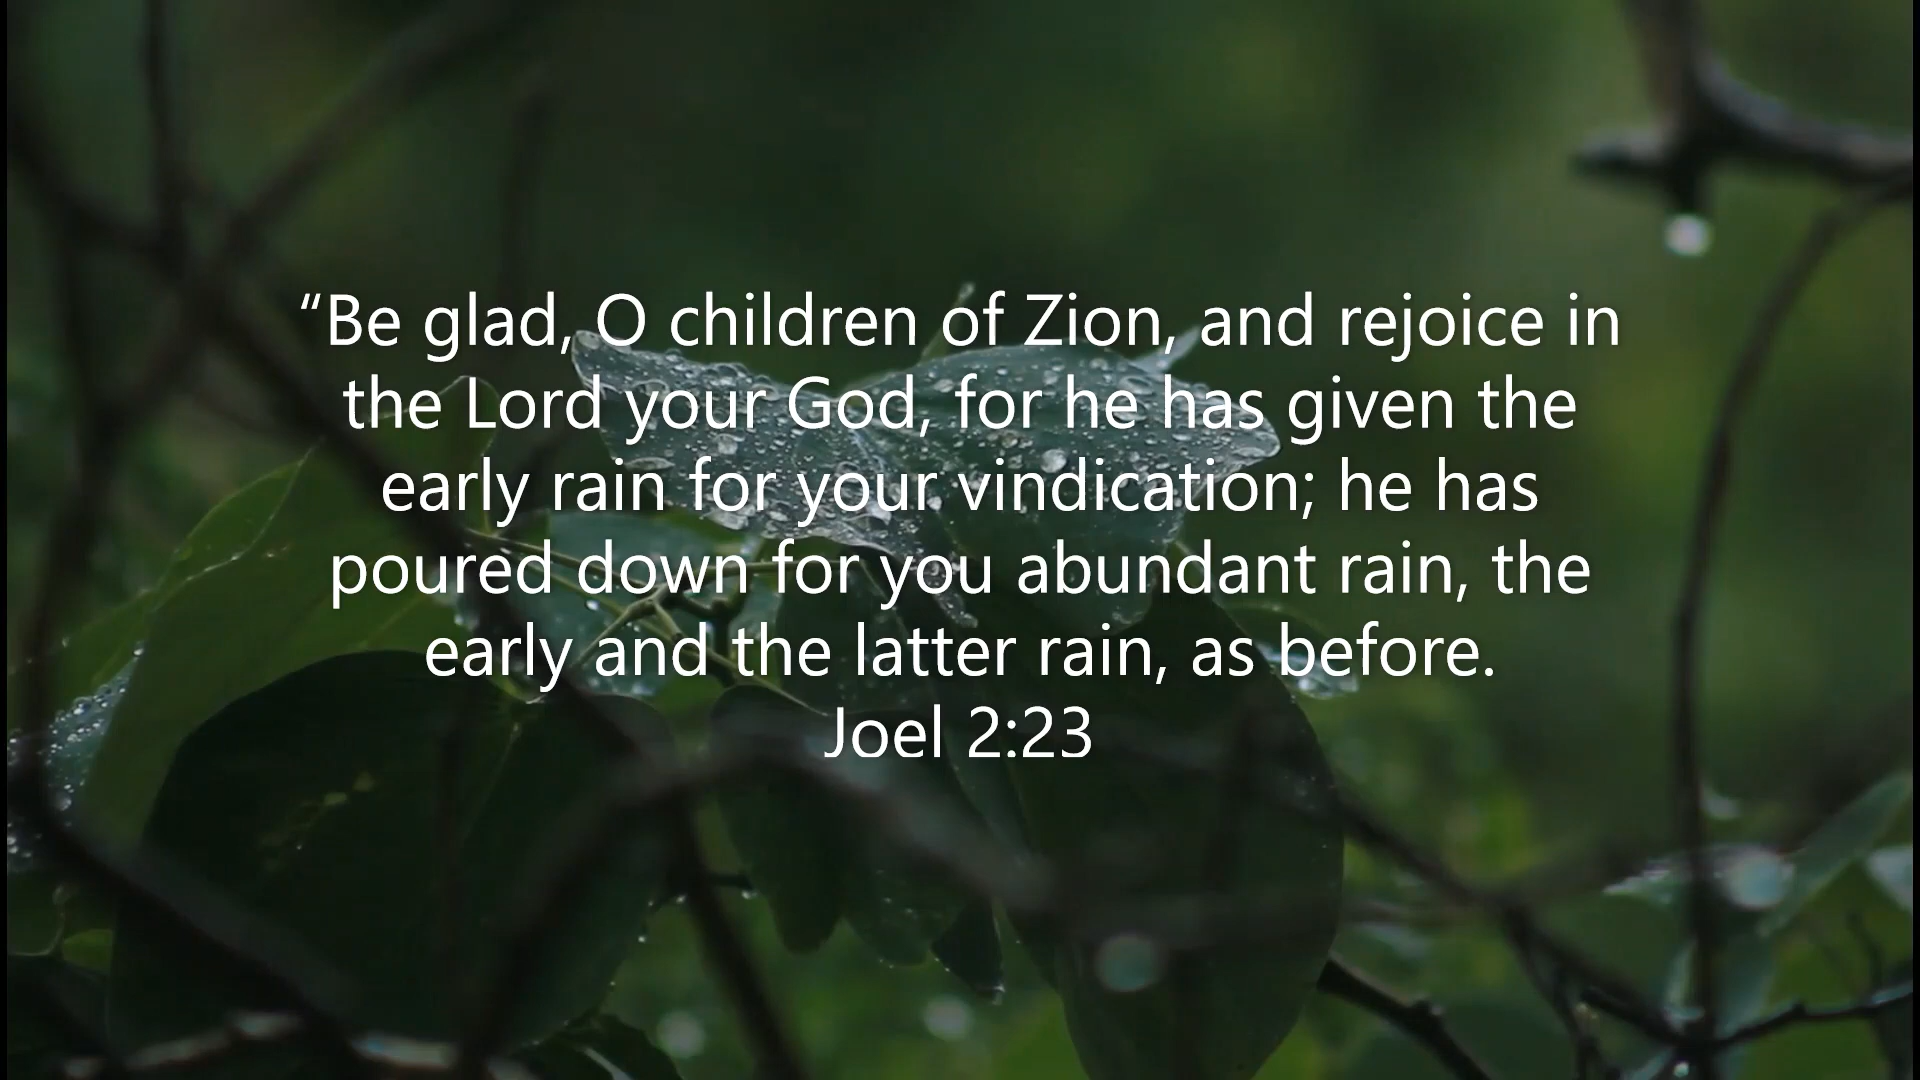 “Be glad, O children of Zion, and rejoice in
the Lord your God, for he has given the
early rain for your vindication; he has
poured down for you abundant rain, the
early and the latter rain, as before.
Joel 2:23